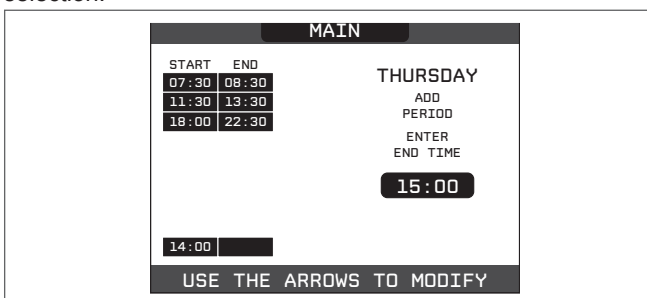 MAIN
START END
07:30 08:30
11:30 13:30
18:00 22:30
14:00
THURSDAY
ADD
PERIOD
ENTER
END TIME
15:00
USE THE ARROWS TO MODIFY